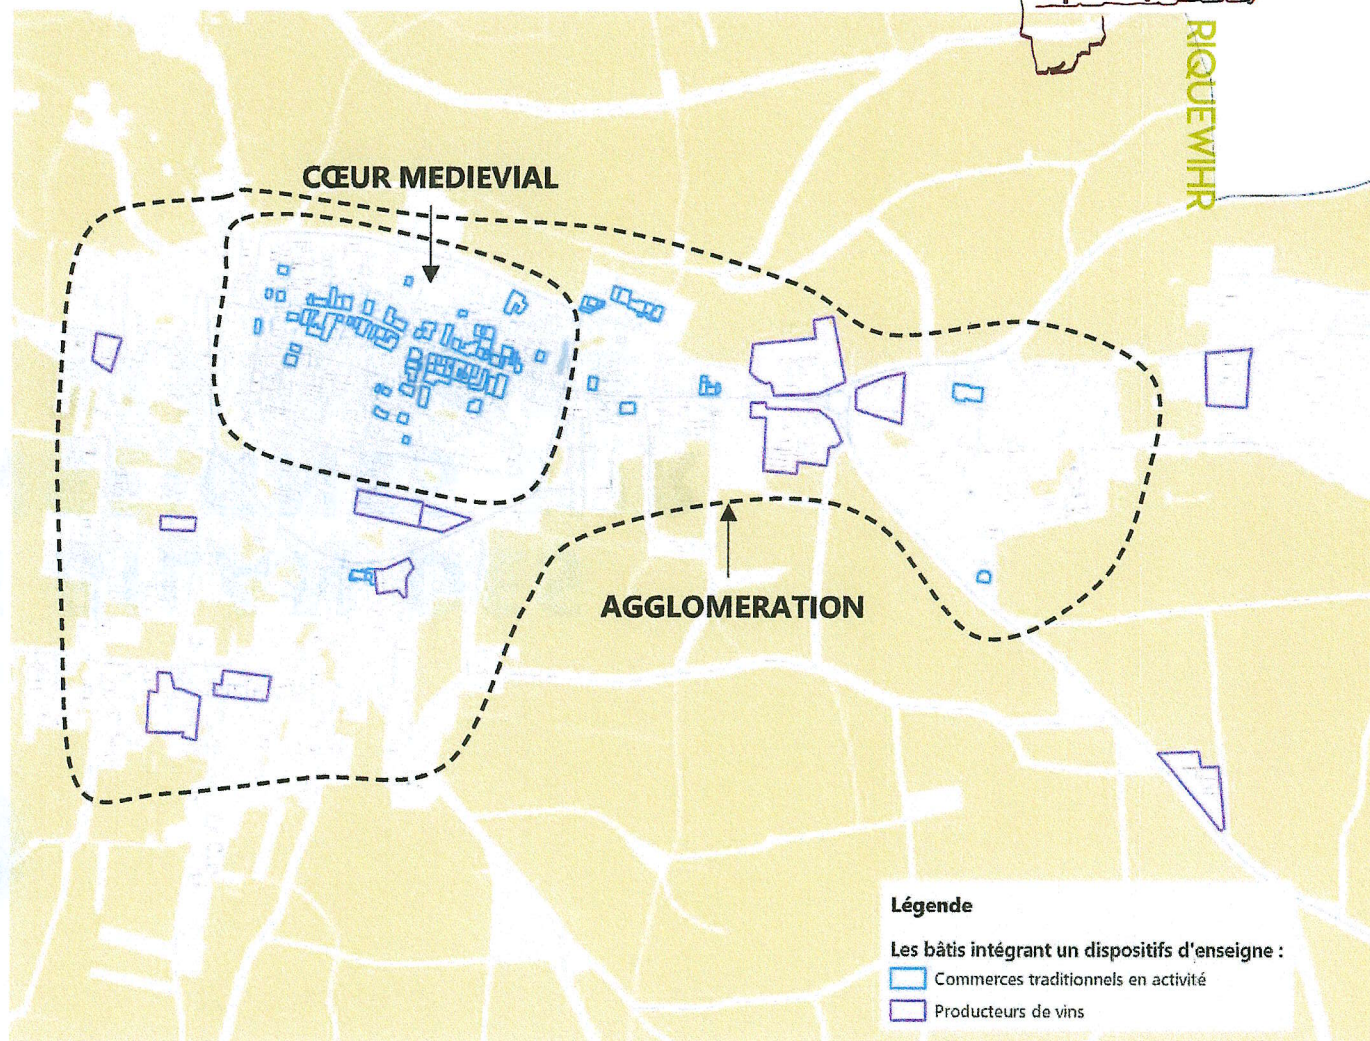 RIQUEWIHR
CŒUR MEDIEVIAL
AGGLOMERATION
Légende
Les bâtis intégrant un dispositifs d'enseigne :
Commerces traditionnels en activité
Producteurs de vins